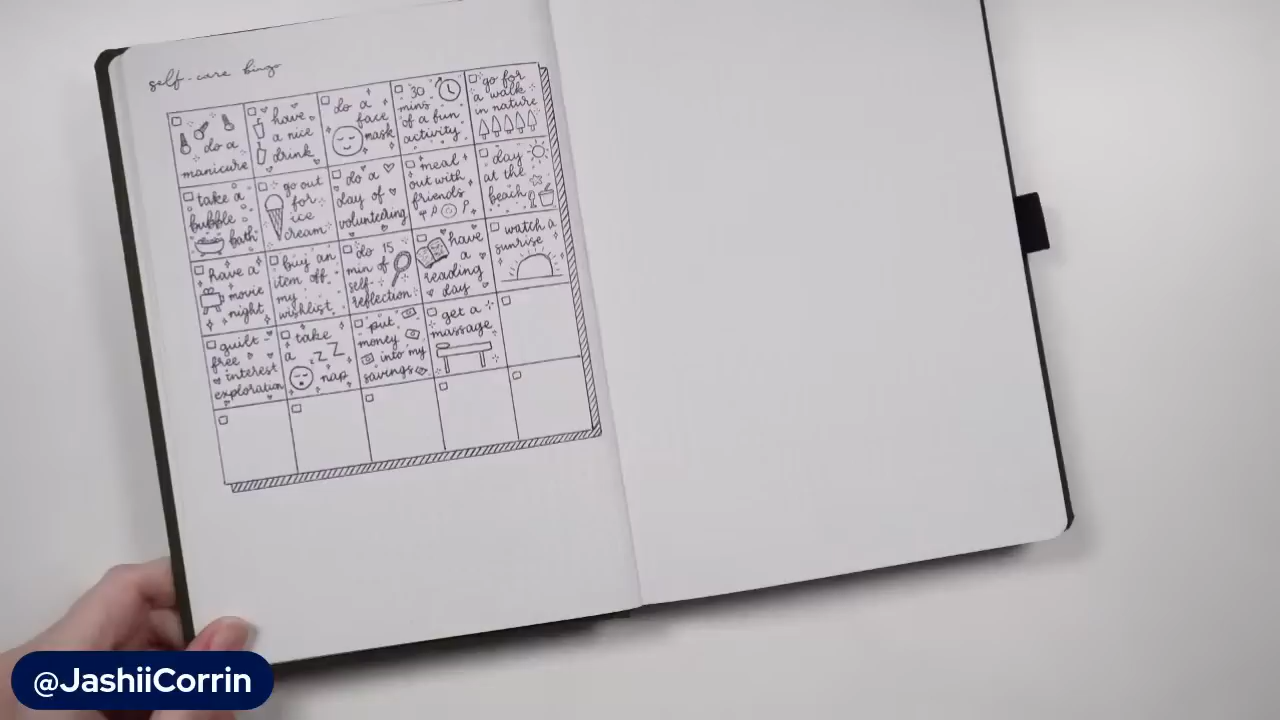 self-care bingo
do a
manicure
have
a nice
drink
do a
face
mask
30
mins
of a fun
activity
go for
a walk
in nature
take a
bubble
bath
go out
for
ice
cream
do a
day of
volunteering
meal
out with
friends
day
at the
beach
have a
movie
night
buy an
item off
my
wishlist
do 15
min of
self-
reflection
have
a
reading
day
watch a
sunrise
guilt-
free
interest
exploration
take
a
z Z Z
nap
put
money
into my
savings
get a
massage
@JashiiCorrin